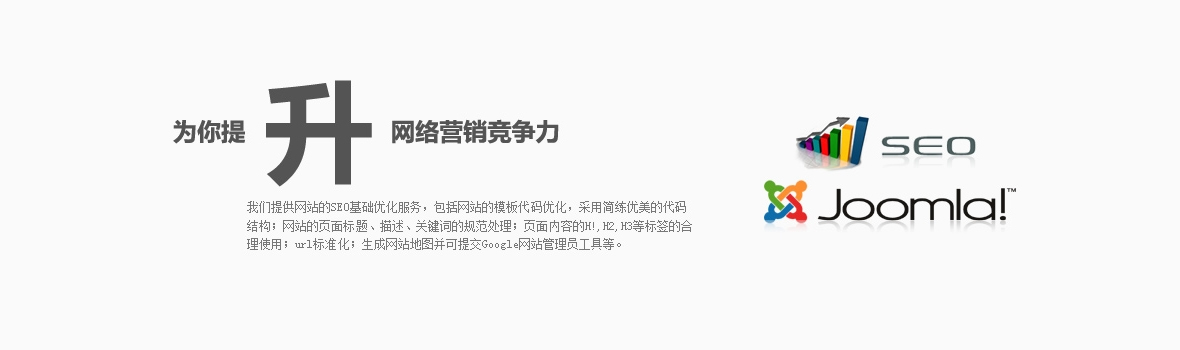 为你提升网络营销竞争力
我们提供网站的SEO基础优化服务，包括网站的模板代码优化，采用简练优美的代码
结构；网站的页面标题、描述、关键词的规范处理；页面内容的H!,H2,H3等标签的合
理使用；url标准化；生成网站地图并可提交Google网站管理员工具等。
SEO
Joomla!™